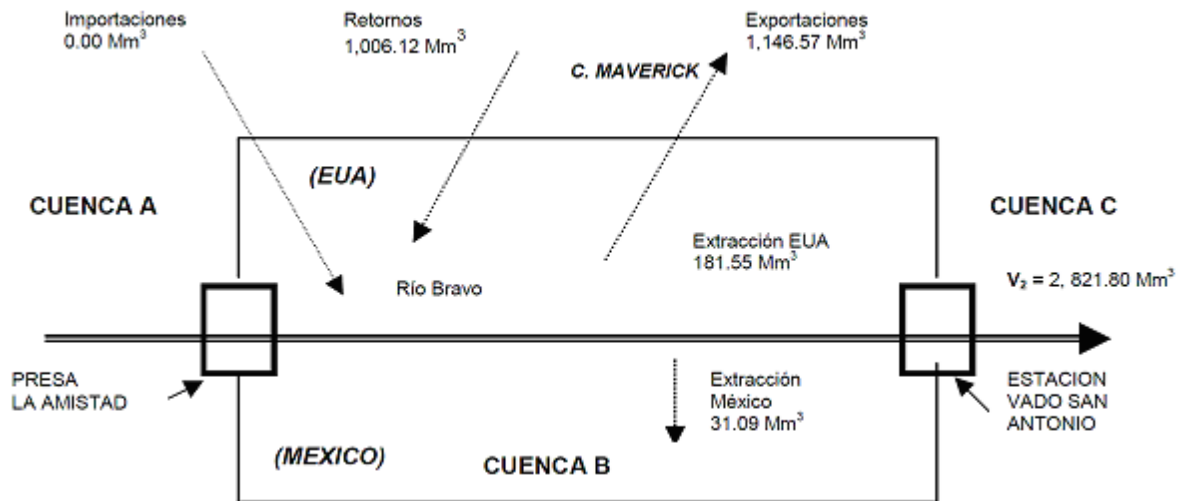 Importaciones
0.00 Mm³
Retornos
1,006.12 Mm³
Exportaciones
1,146.57 Mm³
C. MAVERICK
(EUA)
CUENCA A
CUENCA C
Extracción EUA
181.55 Mm³
V₂ = 2, 821.80 Mm³
Río Bravo
PRESA
LA AMISTAD
Extracción
México
31.09 Mm³
ESTACION
VADO SAN
ANTONIO
(MEXICO)
CUENCA B